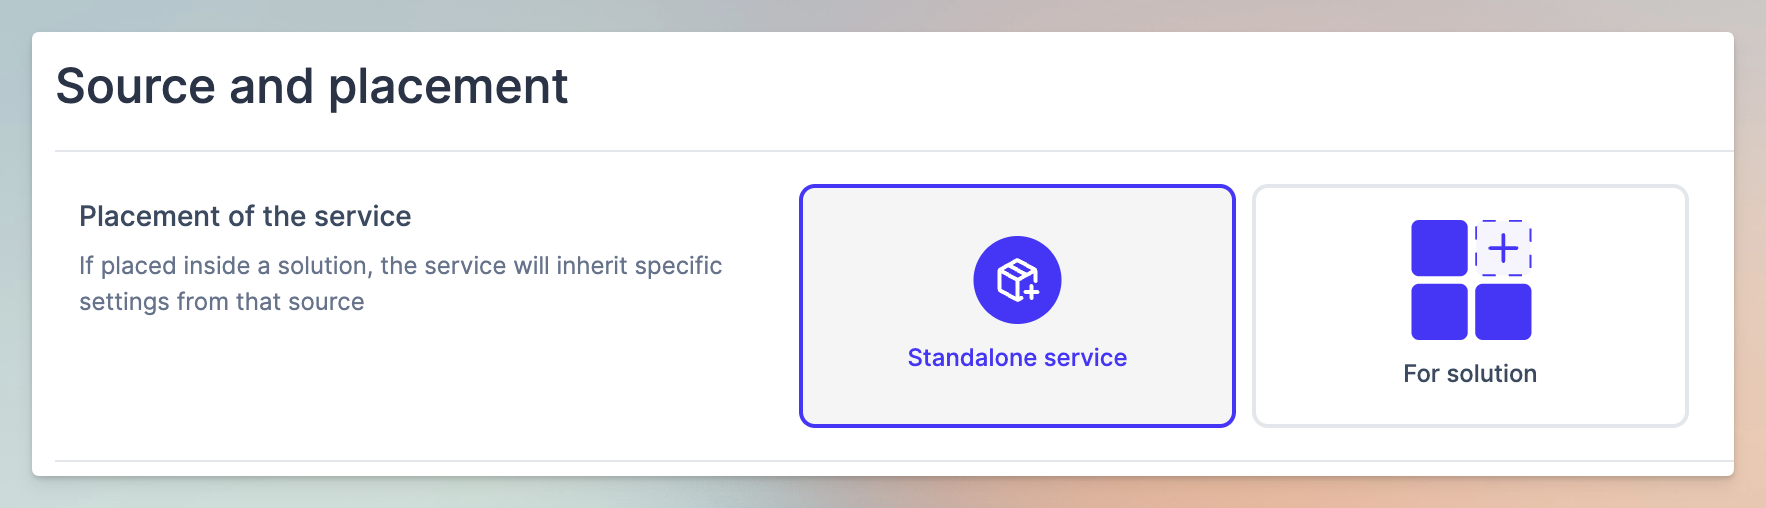 Source and placement
Placement of the service
If placed inside a solution, the service will inherit specific
settings from that source
Standalone service
For solution